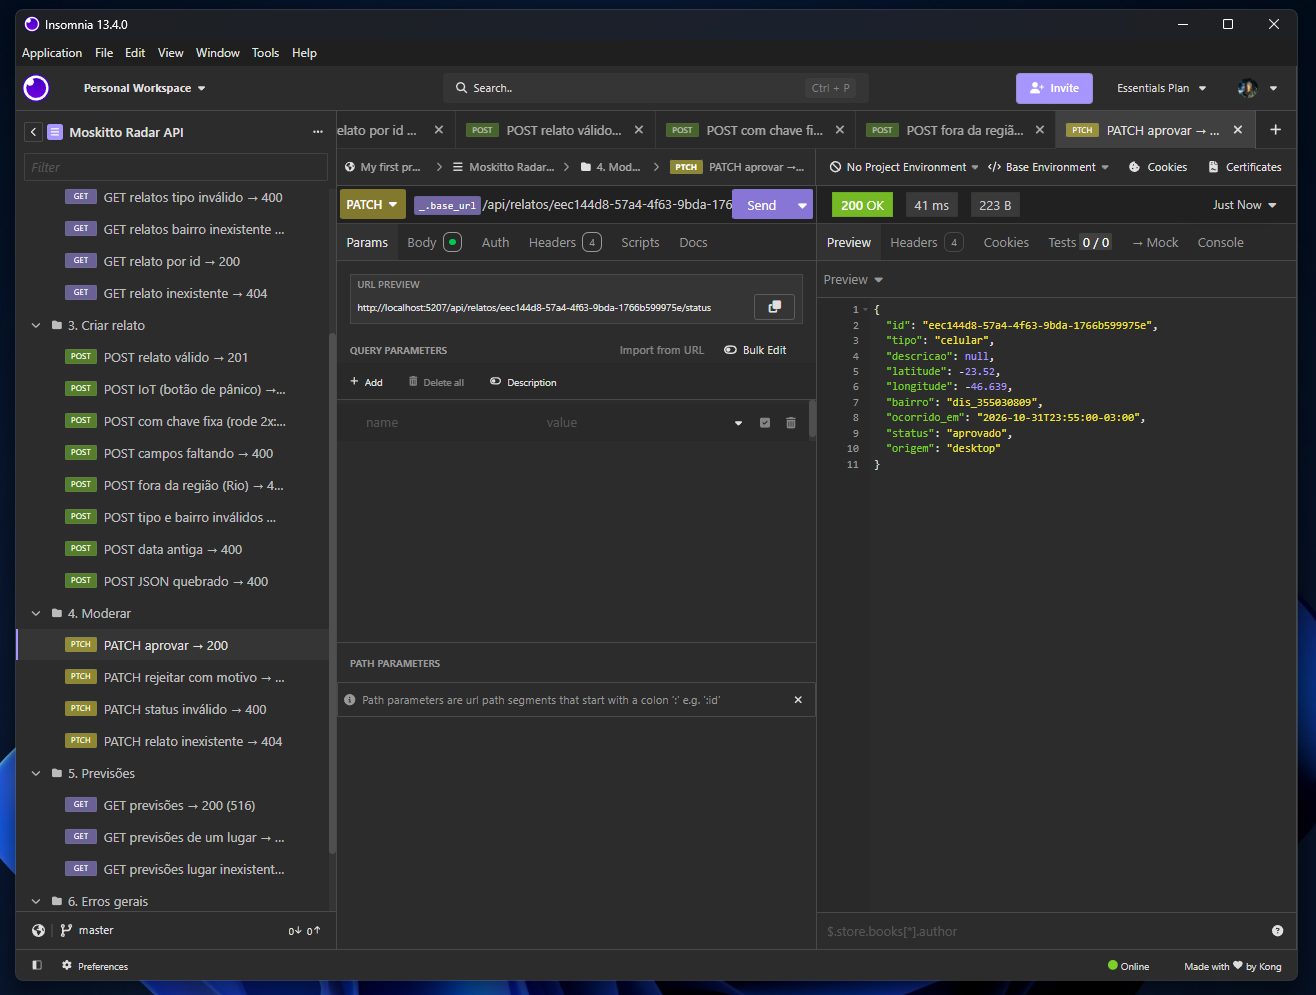 Insomnia 13.4.0
Application File Edit View Window Tools Help
Personal Workspace
Search..
Ctrl + P
Invite
Essentials Plan
Moskitto Radar API
elato por id ...
POST POST relato válido...
POST POST com chave fi...
POST POST fora da regiã...
PTCH PATCH aprovar → ...
Filter
GET GET relatos tipo inválido → 400
GET GET relatos bairro inexistente ...
GET GET relato por id → 200
GET GET relato inexistente → 404
3. Criar relato
POST POST relato válido → 201
POST POST IoT (botão de pânico) →...
POST POST com chave fixa (rode 2x:...
POST POST campos faltando → 400
POST POST fora da região (Rio) → 4...
POST POST tipo e bairro inválidos ...
POST POST data antiga → 400
POST POST JSON quebrado → 400
4. Moderar
PTCH PATCH aprovar → 200
PTCH PATCH rejeitar com motivo → ...
PTCH PATCH status inválido → 400
PTCH PATCH relato inexistente → 404
5. Previsões
GET GET previsões → 200 (516)
GET GET previsões de um lugar → ...
GET GET previsões lugar inexistent...
6. Erros gerais
master
0↓ 0↑
Preferences
My first pr... > Moskitto Radar... > 4. Mod... > PTCH PATCH aprovar →...
PATCH _.base_url /api/relatos/eec144d8-57a4-4f63-9bda-176
Send
Params Body Auth Headers 4 Scripts Docs
URL PREVIEW
http://localhost:5207/api/relatos/eec144d8-57a4-4f63-9bda-1766b599975e/status
QUERY PARAMETERS
Import from URL
Bulk Edit
+ Add
Delete all
Description
name
value
PATH PARAMETERS
Path parameters are url path segments that start with a colon ':' e.g. ':id'
No Project Environment
</> Base Environment
Cookies
Certificates
200 OK
41 ms
223 B
Just Now
Preview Headers 4 Cookies Tests 0 / 0 → Mock Console
Preview
1 {
2 "id": "eec144d8-57a4-4f63-9bda-1766b599975e",
3 "tipo": "celular",
4 "descricao": null,
5 "latitude": -23.52,
6 "longitude": -46.639,
7 "bairro": "dis_355030809",
8 "ocorrido_em": "2026-10-31T23:55:00-03:00",
9 "status": "aprovado",
10 "origem": "desktop"
11 }
$.store.books[*].author
Online
Made with ♥ by Kong